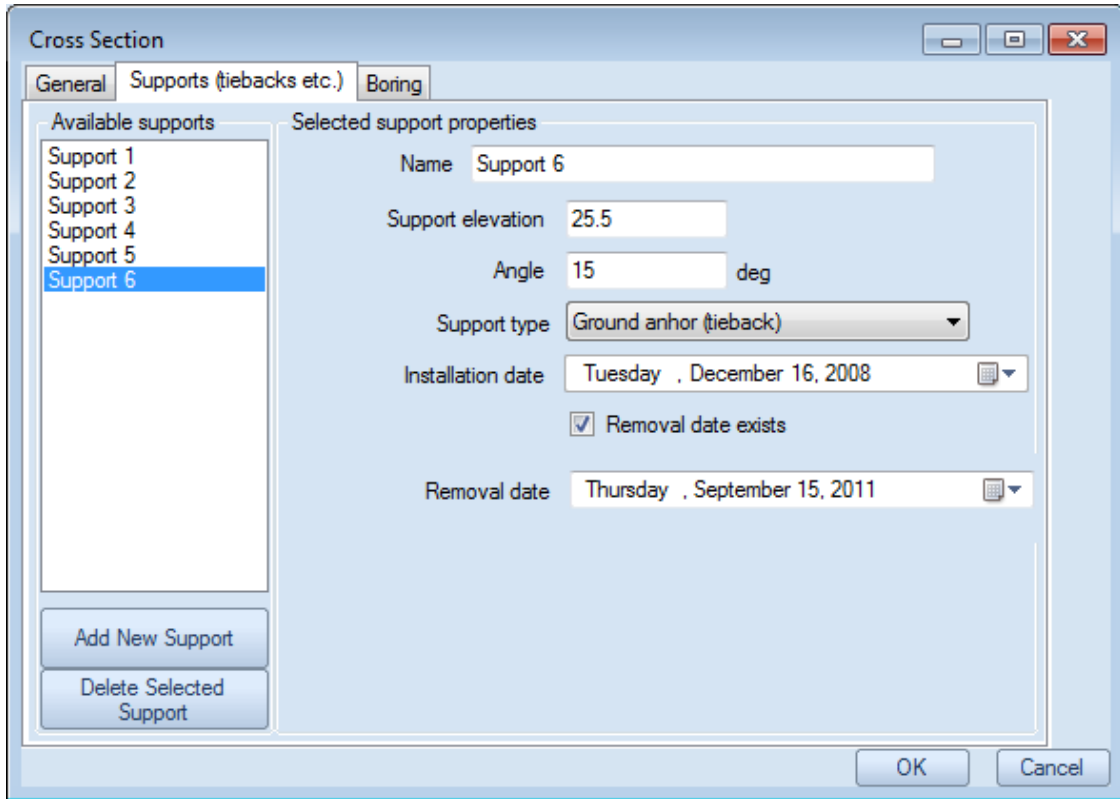 Cross Section
General
Supports (tiebacks etc.)
Boring
Available supports
Support 1
Support 2
Support 3
Support 4
Support 5
Support 6
Add New Support
Delete Selected
Support
Selected support properties
Name Support 6
Support elevation 25.5
Angle 15 deg
Support type Ground anhor (tieback)
Installation date Tuesday , December 16, 2008
Removal date exists
Removal date Thursday , September 15, 2011
OK
Cancel